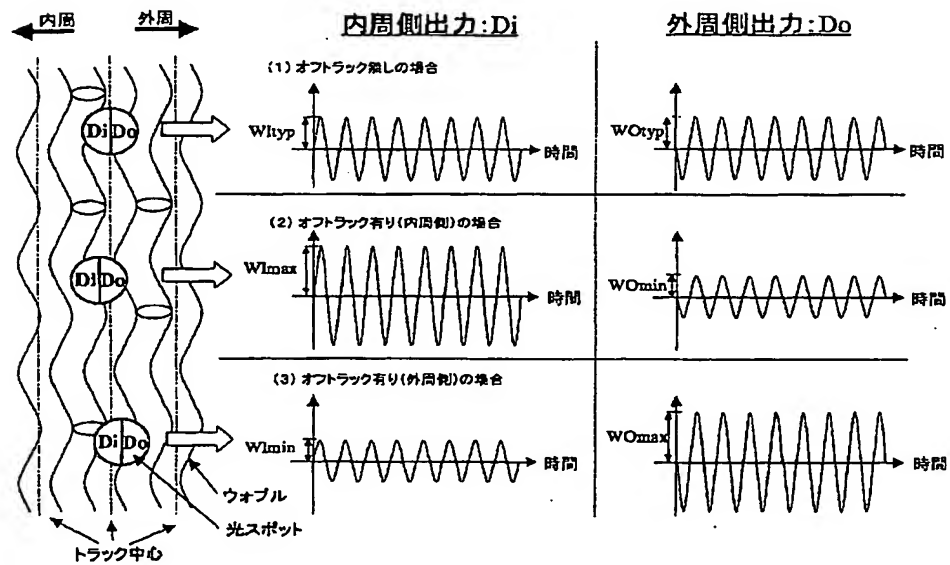 内周 外周
内周側出力:Di
外周側出力:Do
(1) オフトラック無しの場合
Di Do
WItyp
時間
WOtyp
時間
(2) オフトラック有り(内周側)の場合
Di Do
WImax
時間
WOmin
時間
(3) オフトラック有り(外周側)の場合
Di Do
WImin
時間
WOmax
時間
ウォブル
光スポット
トラック中心